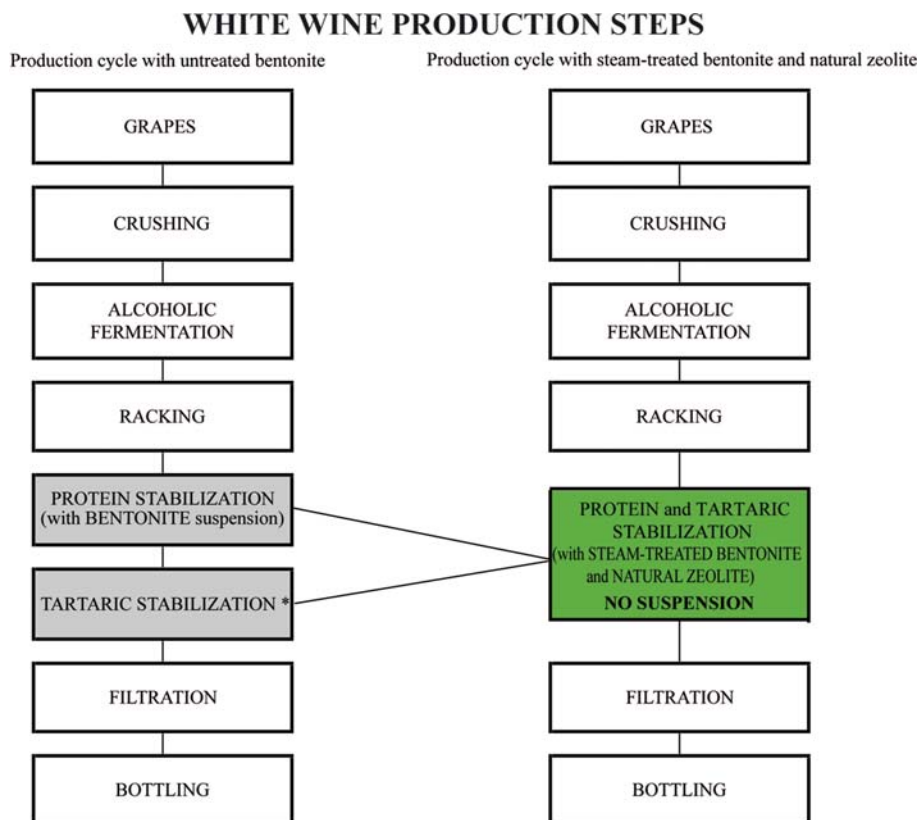 WHITE WINE PRODUCTION STEPS
Production cycle with untreated bentonite
GRAPES
CRUSHING
ALCOHOLIC
FERMENTATION
RACKING
PROTEIN STABILIZATION
(with BENTONITE suspension)
TARTARIC STABILIZATION *
FILTRATION
BOTTLING
Production cycle with steam-treated bentonite and natural zeolite
GRAPES
CRUSHING
ALCOHOLIC
FERMENTATION
RACKING
PROTEIN and TARTARIC
STABILIZATION
(with STEAM-TREATED BENTONITE
and NATURAL ZEOLITE)
NO SUSPENSION
FILTRATION
BOTTLING